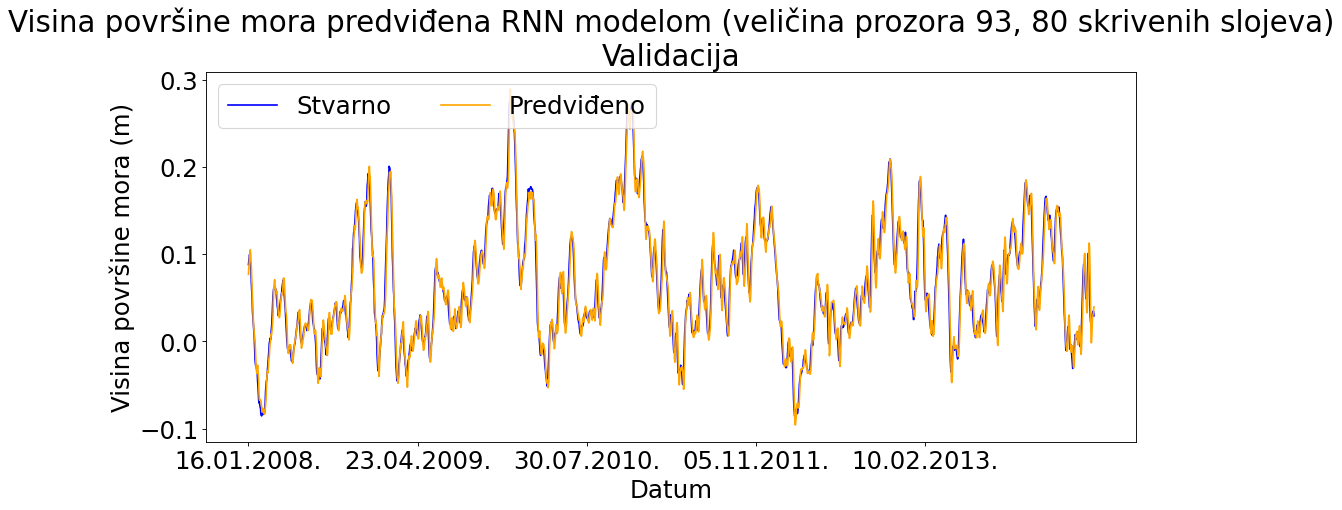 Visina površine mora predviđena RNN modelom (veličina prozora 93, 80 skrivenih slojeva)
Validacija
Stvarno Predviđeno
Visina površine mora (m)
0.3
0.2
0.1
0.0
−0.1
16.01.2008. 23.04.2009. 30.07.2010. 05.11.2011. 10.02.2013.
Datum